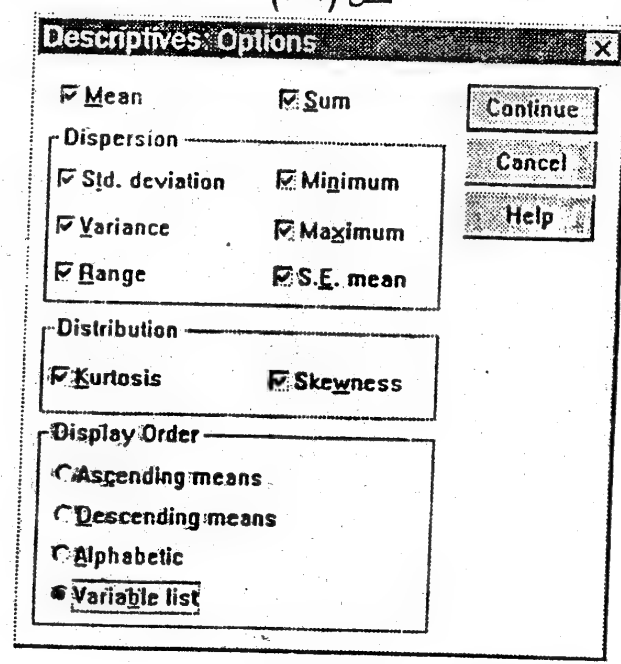 Descriptives: Options
Mean Sum
Continue
Dispersion
Cancel
Std. deviation Minimum
Help
Variance Maximum
Range S.E. mean
Distribution
Kurtosis Skewness
Display Order
Ascending means
Descending means
Alphabetic
Variable list